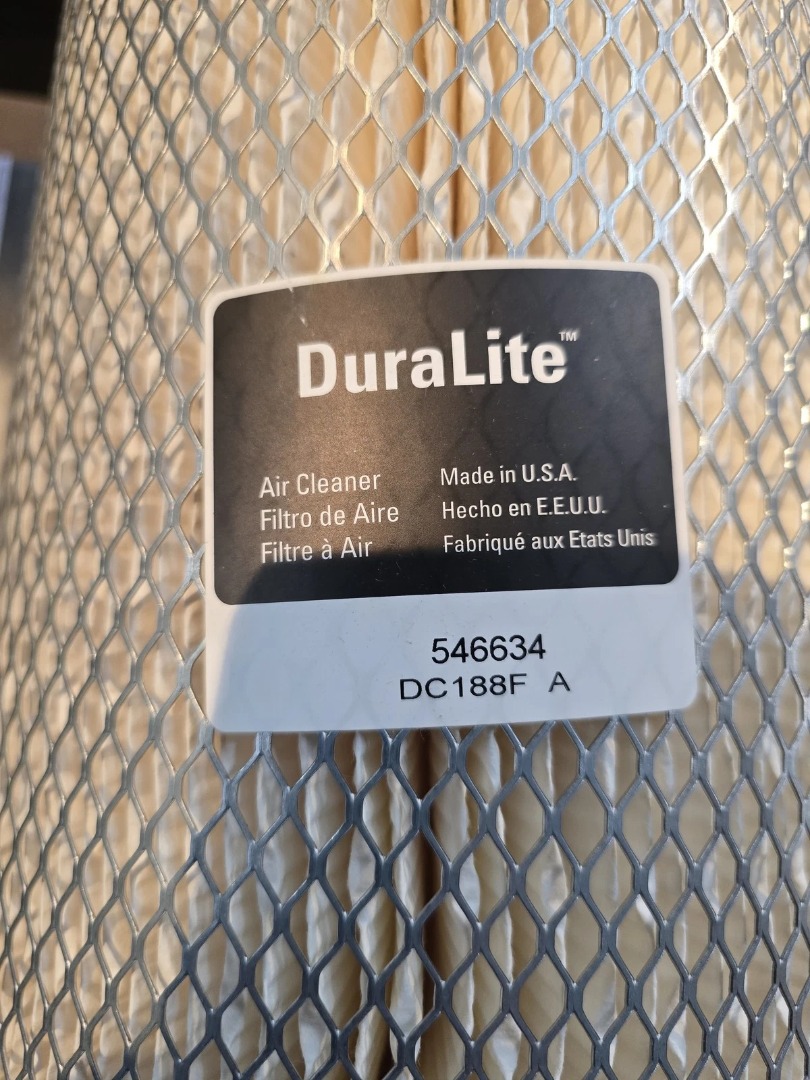 DuraLite™
Air Cleaner
Filtro de Aire
Filtre à Air
Made in U.S.A.
Hecho en E.E.U.U.
Fabriqué aux Etats Unis
546634
DC188F A